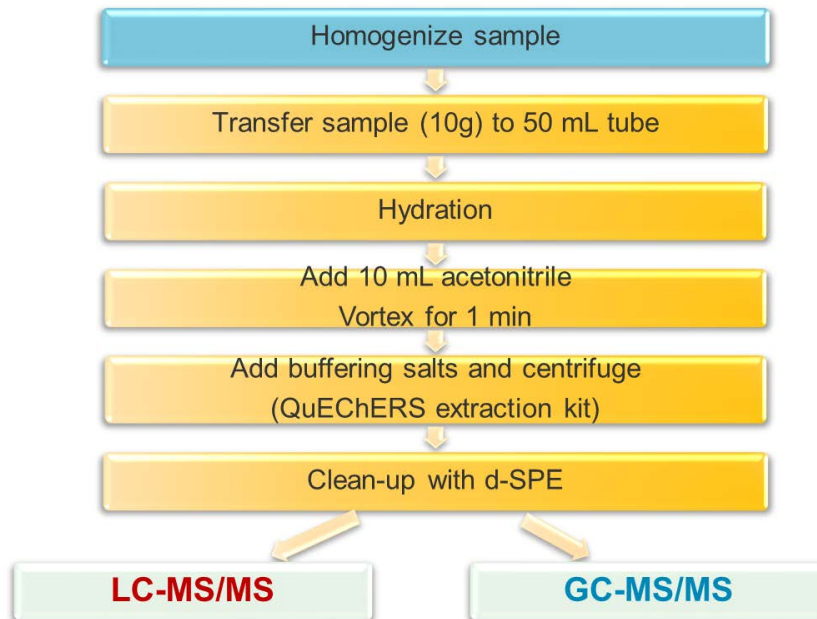 Homogenize sample
Transfer sample (10g) to 50 mL tube
Hydration
Add 10 mL acetonitrile
Vortex for 1 min
Add buffering salts and centrifuge
(QuEChERS extraction kit)
Clean-up with d-SPE
LC-MS/MS
GC-MS/MS